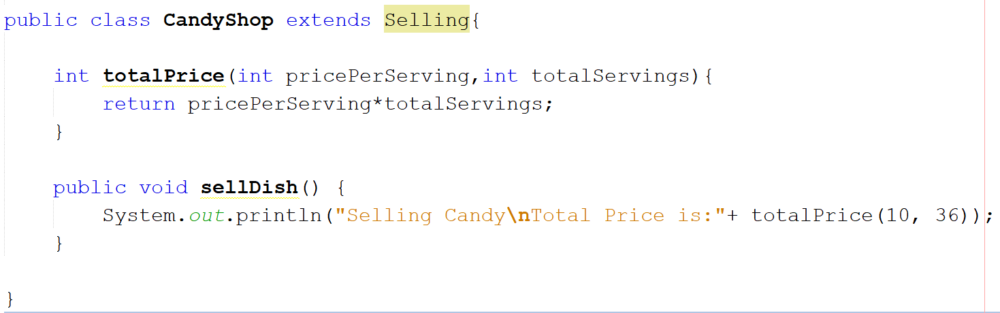 public class CandyShop extends Selling{
int totalPrice(int pricePerServing,int totalServings){
return pricePerServing*totalServings;
}
public void sellDish() {
System.out.println("Selling Candy\nTotal Price is:"+ totalPrice(10, 36));
}
}